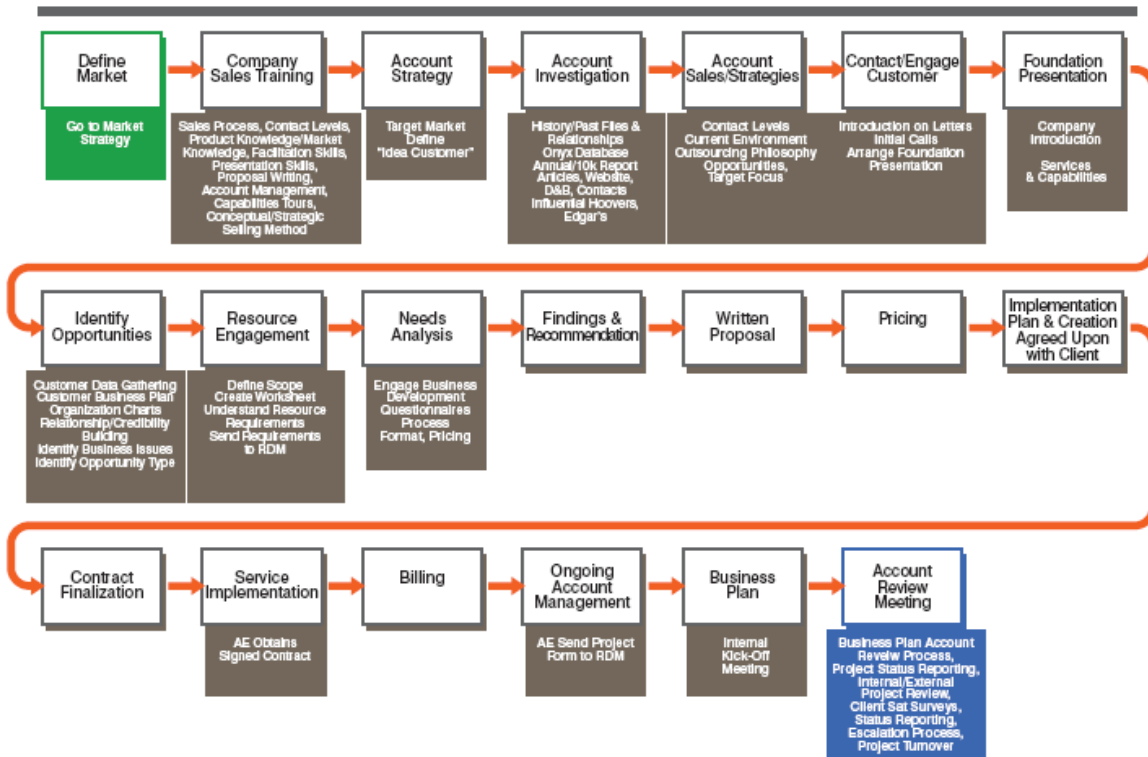 Define
Market
Company
Sales Training
Account
Strategy
Account
Investigation
Account
Sales/Strategies
Contact/Engage
Customer
Foundation
Presentation
Go to Market
Strategy
Sales Process, Contact Levels,
Product Knowledge/Market
Knowledge, Facilitation Skills,
Presentation Skills,
Proposal Writing,
Account Management,
Capabilities Tours,
Conceptual/Strategic
Selling Method
Target Market
Define
"Idea Customer"
History/Past Files &
Relationships
Onyx Database
Annual/10k Report
Articles, Website,
D&B, Contacts
Influential Hoovers,
Edgar's
Contact Levels
Current Environment
Outsourcing Philosophy
Opportunities,
Target Focus
Introduction on Letters
Initial Calls
Arrange Foundation
Presentation
Company
Introduction
Services
& Capabilities
Identify
Opportunities
Resource
Engagement
Needs
Analysis
Findings &
Recommendation
Written
Proposal
Pricing
Implementation
Plan & Creation
Agreed Upon
with Client
Customer Data Gathering
Customer Business Plan
Organization Charts
Relationship/Credibility
Building
Identify Business Issues
Identify Opportunity Type
Define Scope
Create Worksheet
Understand Resource
Requirements
Send Requirements
to RDM
Engage Business
Development
Questionnaires
Process
Format, Pricing
Contract
Finalization
Service
Implementation
Billing
Ongoing
Account
Management
Business
Plan
Account
Review
Meeting
AE Obtains
Signed Contract
AE Send Project
Form to RDM
Internal
Kick-Off
Meeting
Business Plan Account
Reveiw Process,
Project Status Reporting,
Internal/External
Project Review,
Client Sat Surveys,
Status Reporting,
Escalation Process,
Project Turnover